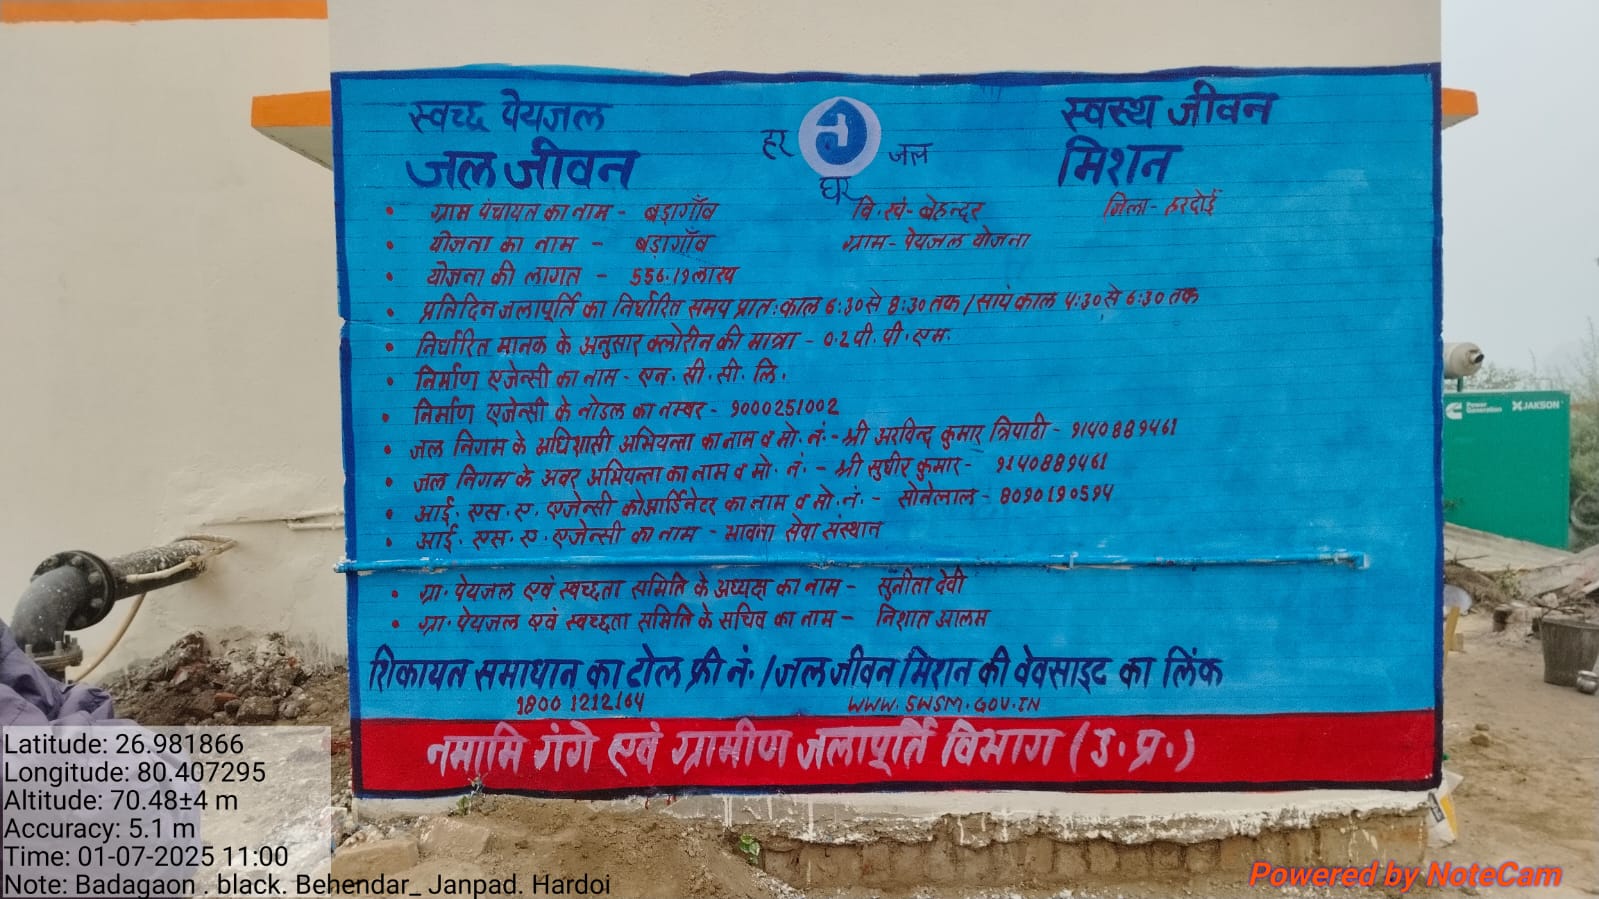 स्वच्छ पेयजल
स्वस्थ जीवन
हर घर जल
जल जीवन
मिशन
• ग्राम पंचायत का नाम - बड़ागाँव वि.खं- बेहन्दर जिला- हरदोई
• योजना का नाम - बड़ागाँव ग्राम- पेयजल योजना
• योजना की लागत - 556.19 लाख
• प्रतिदिन जलापूर्ति का निर्धारित समय प्रात:काल 6:30 से 8:30 तक / सायं काल 4:30 से 6:30 तक
• निर्धारित मानक के अनुसार क्लोरीन की मात्रा - 0.2 पी. पी. एम.
• निर्माण एजेन्सी का नाम - एन. सी. सी. लि.
• निर्माण एजेन्सी के नोडल का नम्बर - 9000251002
• जल निगम के अधिशासी अभियन्ता का नाम व मो. नं. - श्री अरविन्द कुमार त्रिपाठी - 9140889461
• जल निगम के अवर अभियन्ता का नाम व मो. नं. - श्री सुधीर कुमार - 9140889461
• आई. एस. ए. एजेन्सी कोआर्डिनेटर का नाम व मो. नं. - सोनेलाल - 8090190594
• आई. एस. ए. एजेन्सी का नाम - भावना सेवा संस्थान
• ग्रा. पेयजल एवं स्वच्छता समिति के अध्यक्ष का नाम - सुनीता देवी
• ग्रा. पेयजल एवं स्वच्छता समिति के सचिव का नाम - निशात आलम
शिकायत समाधान का टोल फ्री नं. / जल जीवन मिशन की वेवसाइट का लिंक
1800 1212164 WWW.SWSM.GOV.IN
नमामि गंगे एवं ग्रामीण जलापूर्ति विभाग (उ.प्र.)
Power Generation JAKSON
Latitude: 26.981866
Longitude: 80.407295
Altitude: 70.48±4 m
Accuracy: 5.1 m
Time: 01-07-2025 11:00
Note: Badagaon . black. Behendar_ Janpad. Hardoi
Powered by NoteCam